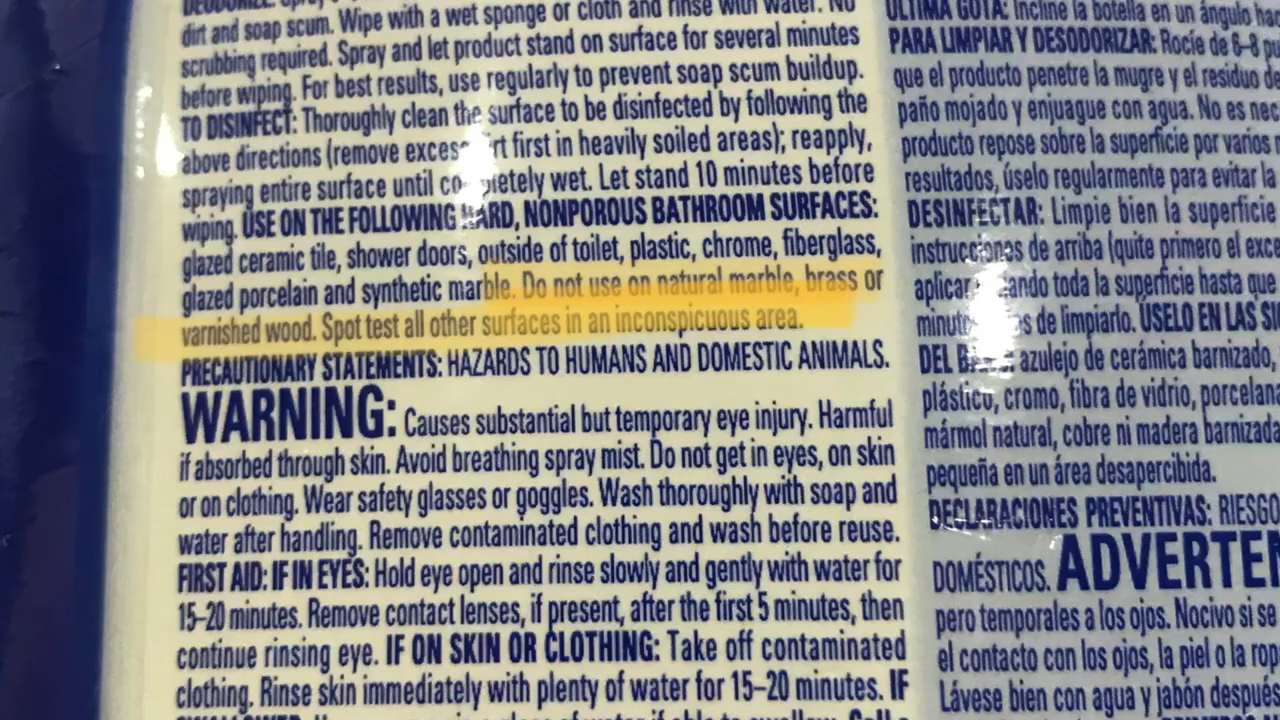 dirt and soap scum. Wipe with a wet sponge or cloth and rinse with water. No
scrubbing required. Spray and let product stand on surface for several minutes
before wiping. For best results, use regularly to prevent soap scum buildup.
TO DISINFECT: Thoroughly clean the surface to be disinfected by following the
above directions (remove excess dirt first in heavily soiled areas); reapply,
spraying entire surface until completely wet. Let stand 10 minutes before
wiping. USE ON THE FOLLOWING HARD, NONPOROUS BATHROOM SURFACES:
glazed ceramic tile, shower doors, outside of toilet, plastic, chrome, fiberglass,
glazed porcelain and synthetic marble. Do not use on natural marble, brass or
varnished wood. Spot test all other surfaces in an inconspicuous area.
PRECAUTIONARY STATEMENTS: HAZARDS TO HUMANS AND DOMESTIC ANIMALS.
WARNING: Causes substantial but temporary eye injury. Harmful
if absorbed through skin. Avoid breathing spray mist. Do not get in eyes, on skin
or on clothing. Wear safety glasses or goggles. Wash thoroughly with soap and
water after handling. Remove contaminated clothing and wash before reuse.
FIRST AID: IF IN EYES: Hold eye open and rinse slowly and gently with water for
15–20 minutes. Remove contact lenses, if present, after the first 5 minutes, then
continue rinsing eye. IF ON SKIN OR CLOTHING: Take off contaminated
clothing. Rinse skin immediately with plenty of water for 15–20 minutes. IF
ÚLTIMA GOTA: Incline la botella en un ángulo
PARA LIMPIAR Y DESODORIZAR: Rocíe de 6–8
que el producto penetre la mugre y el residuo
paño mojado y enjuague con agua. No es
producto repose sobre la superficie por varios
resultados, úselo regularmente para evitar la
DESINFECTAR: Limpie bien la superficie
instrucciones de arriba (quite primero el
toda la superficie hasta que
de limpiarlo. ÚSELO EN LAS
DEL azulejo de cerámica barnizado,
plástico, cromo, fibra de vidrio,
mármol natural, cobre ni madera
pequeña en un área desapercibida.
DECLARACIONES PREVENTIVAS:
DOMÉSTICOS.
pero temporales a los ojos. Nocivo si se
el contacto con los ojos, la piel o la
Lávese bien con agua y jabón después